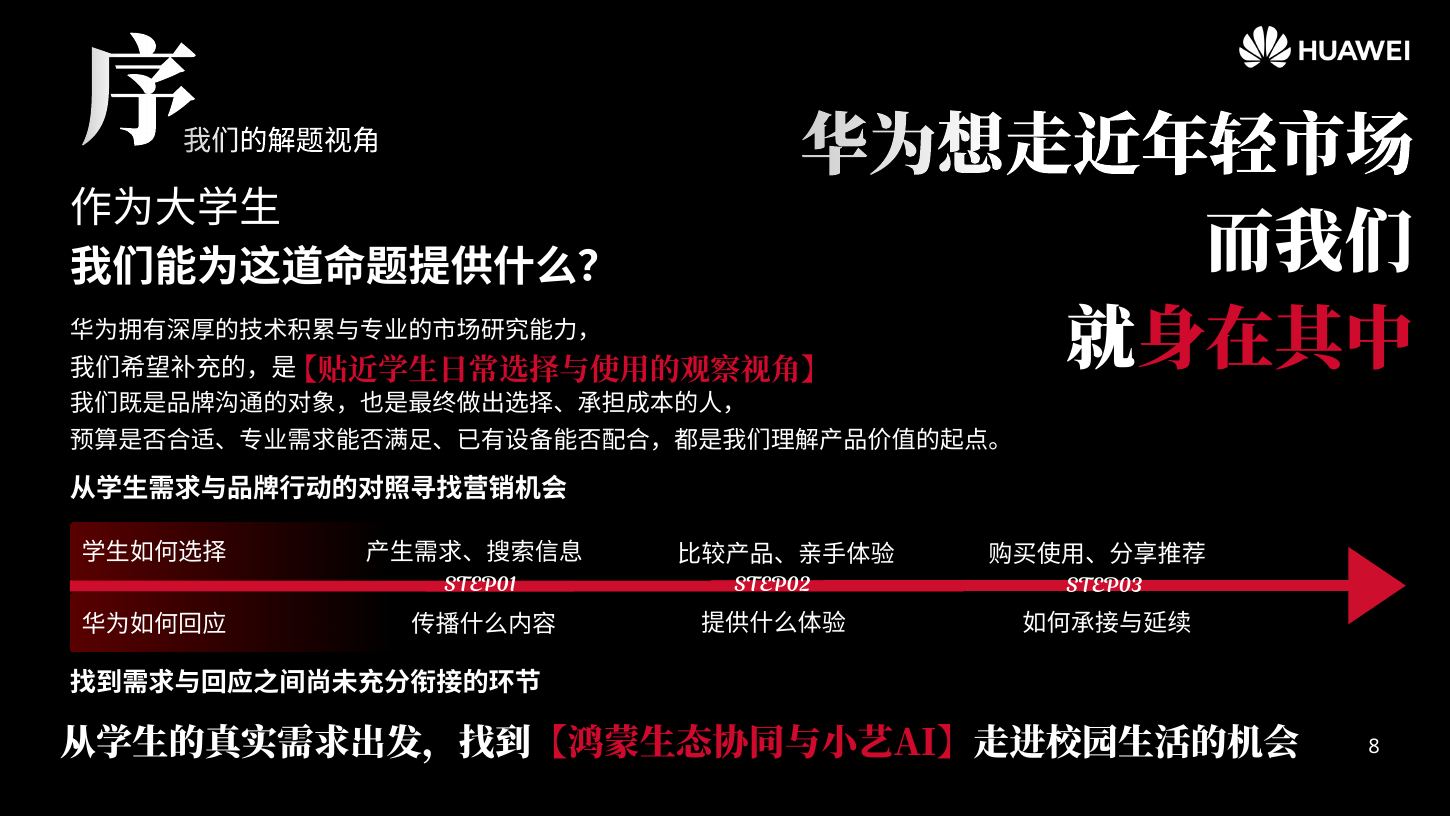 序
我们的解题视角
HUAWEI
华为想走近年轻市场
而我们
就身在其中
作为大学生
我们能为这道命题提供什么？
华为拥有深厚的技术积累与专业的市场研究能力，
我们希望补充的，是【贴近学生日常选择与使用的观察视角】
我们既是品牌沟通的对象，也是最终做出选择、承担成本的人，
预算是否合适、专业需求能否满足、已有设备能否配合，都是我们理解产品价值的起点。
从学生需求与品牌行动的对照寻找营销机会
学生如何选择 产生需求、搜索信息 比较产品、亲手体验 购买使用、分享推荐
STEP01 STEP02 STEP03
华为如何回应 传播什么内容 提供什么体验 如何承接与延续
找到需求与回应之间尚未充分衔接的环节
从学生的真实需求出发，找到【鸿蒙生态协同与小艺AI】走进校园生活的机会
8